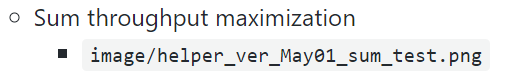 Sum throughput maximization
image/helper_ver_May01_sum_test.png